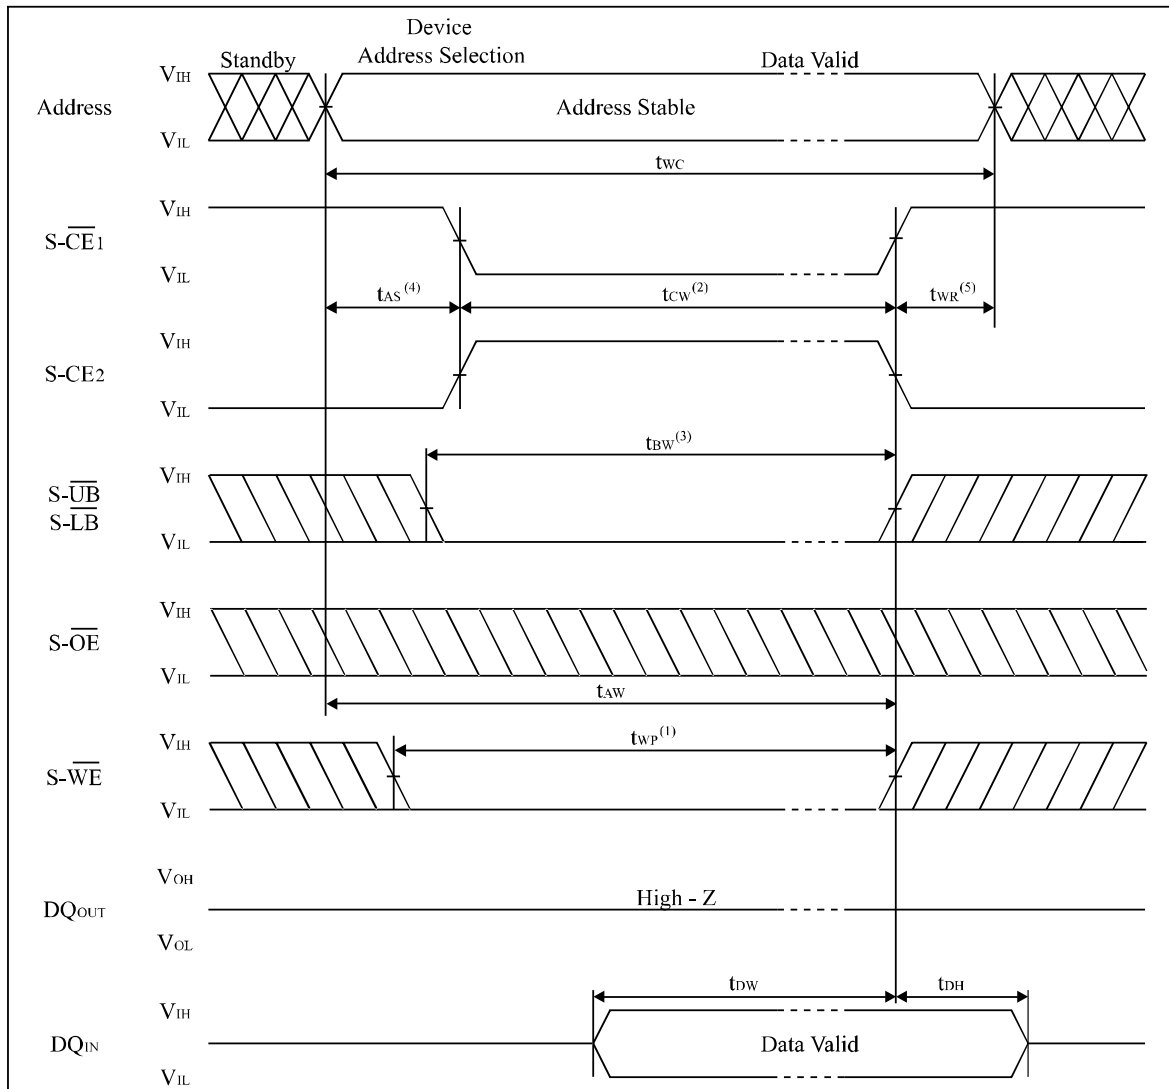 Device
Standby Address Selection Data Valid
VIH
Address Address Stable
VIL
tWC
VIH
S-CE1
VIL
tAS(4) tCW(2) tWR(5)
VIH
S-CE2
VIL
tBW(3)
VIH
S-UB
S-LB
VIL
VIH
S-OE
VIL
tAW
VIH tWP(1)
S-WE
VIL
VOH
High - Z
DQOUT
VOL
tDW tDH
VIH
DQIN Data Valid
VIL